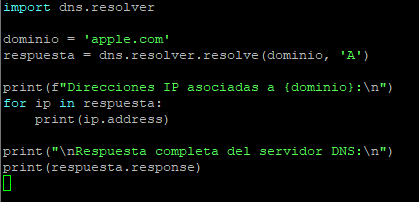 import dns.resolver
dominio = 'apple.com'
respuesta = dns.resolver.resolve(dominio, 'A')
print(f"Direcciones IP asociadas a {dominio}:\n")
for ip in respuesta:
    print(ip.address)
print("\nRespuesta completa del servidor DNS:\n")
print(respuesta.response)